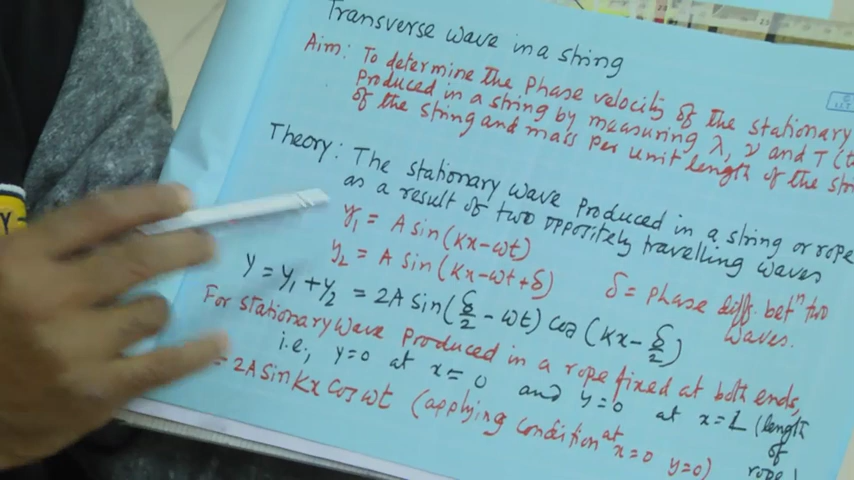 Transverse wave in a string
Aim: To determine the Phase velocity of the stationary
produced in a string by measuring λ, ν and T (
of the string and mass per unit length of the
Theory: The stationary wave produced in a string or rope
as a result of two oppositely travelling waves
y₁ = A sin(kx-ωt)
y₂ = A sin(kx-ωt+δ) δ = phase diff. betⁿ two waves.
y = y₁+y₂ = 2A sin(δ/2 - ωt) cos (kx-δ/2)
For stationary wave produced in a rope fixed at both ends,
i.e., y=0 at x=0 and y=0 at x=L (length of rope)
= 2A sin kx cos ωt (applying condition at x=0 y=0)